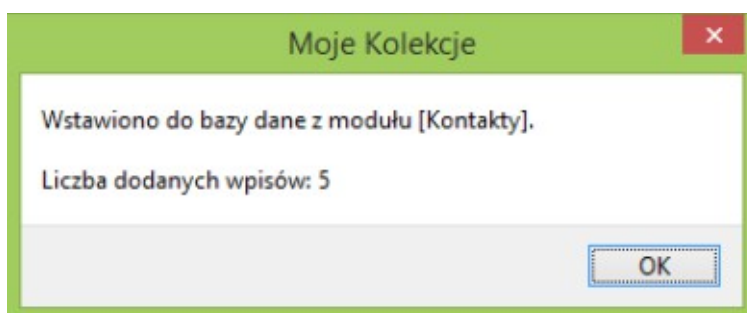 Moje Kolekcje
Wstawiono do bazy dane z modułu [Kontakty].
Liczba dodanych wpisów: 5
OK